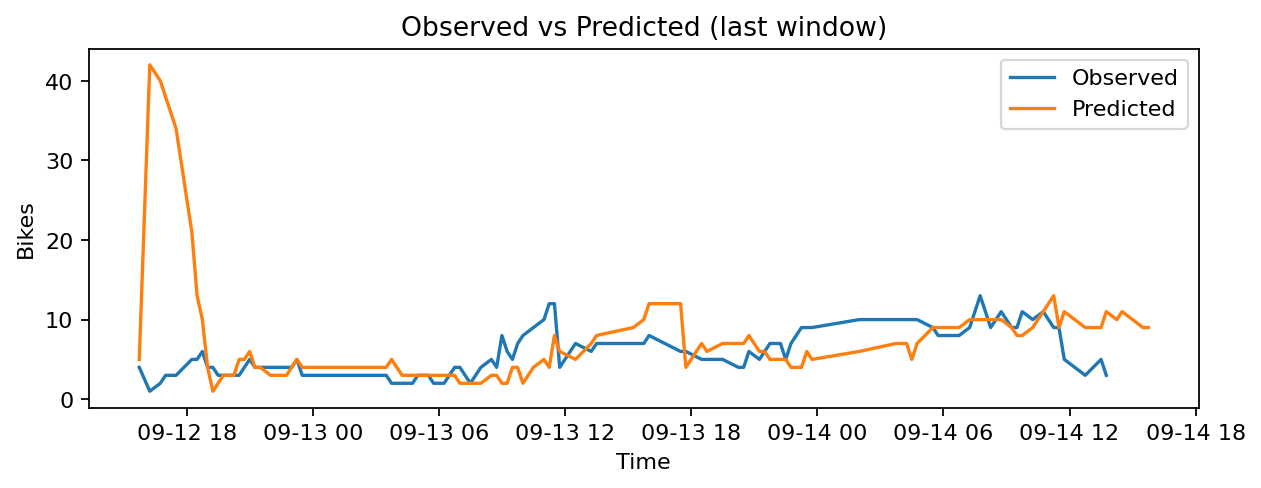 Observed vs Predicted (last window)
Bikes
40
30
20
10
0
Observed
Predicted
09-12 18 09-13 00 09-13 06 09-13 12 09-13 18 09-14 00 09-14 06 09-14 12 09-14 18
Time